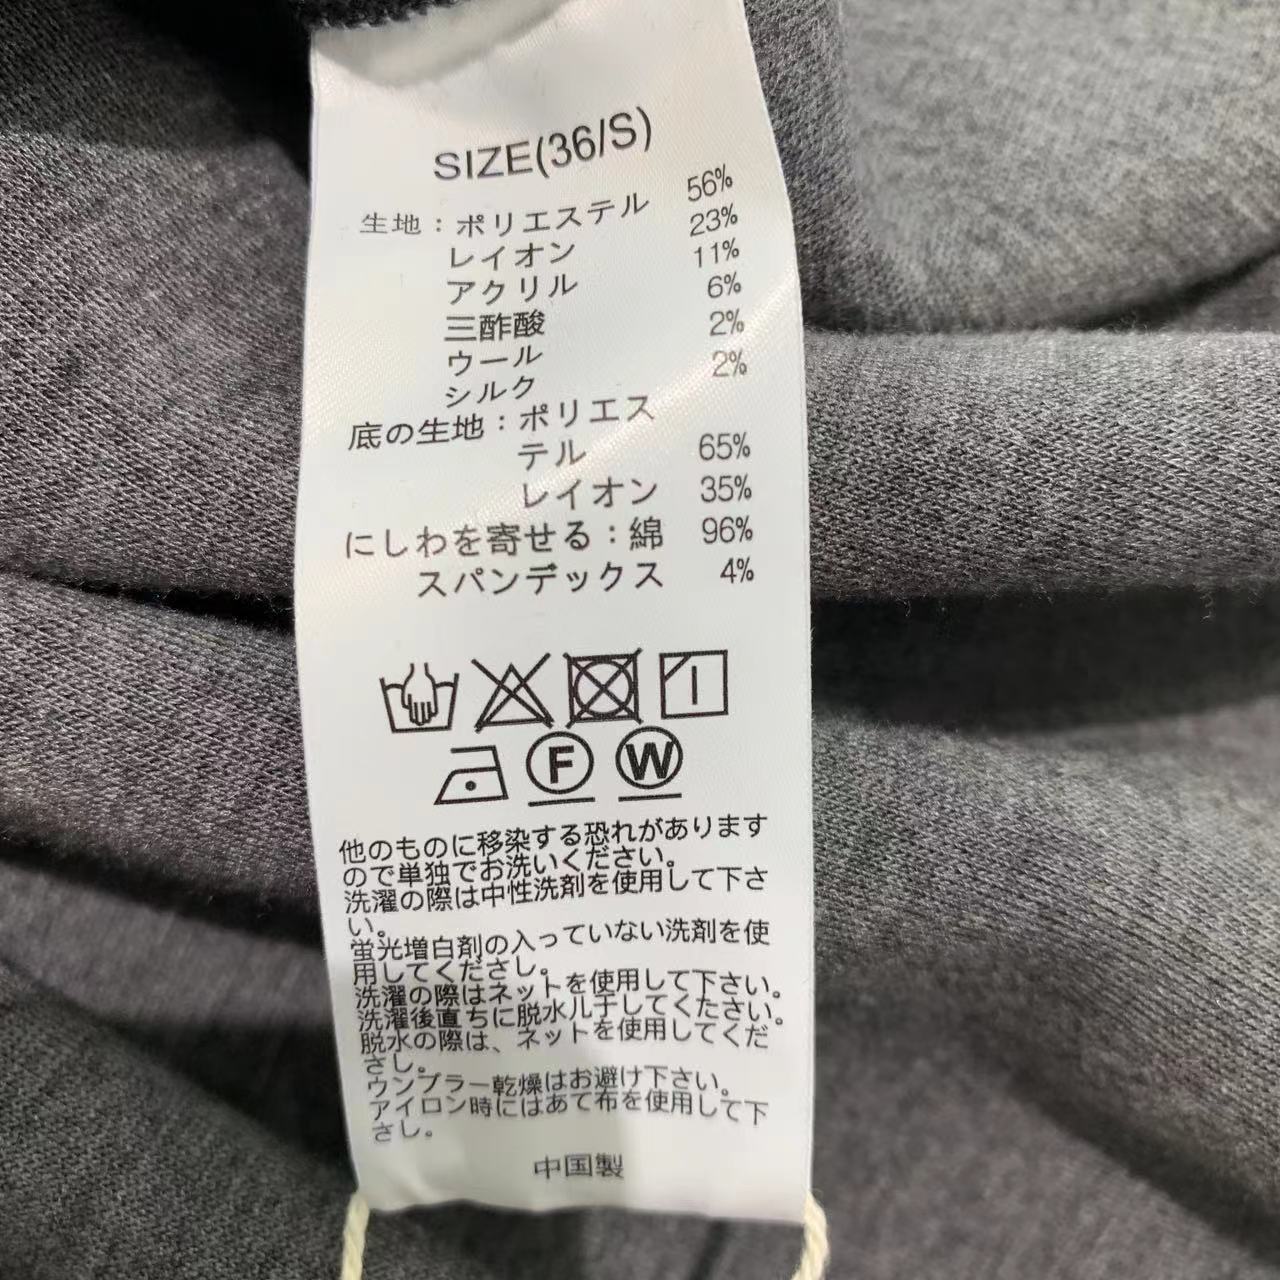 SIZE(36/S)
生地：ポリエステル 56%
レイオン 23%
アクリル 11%
三酢酸 6%
ウール 2%
シルク 2%
底の生地：ポリエス
テル 65%
レイオン 35%
にしわを寄せる：綿 96%
スパンデックス 4%
F W
他のものに移染する恐れがあります
ので単独でお洗いください。
洗濯の際は中性洗剤を使用して下さ
い。
蛍光増白剤の入っていない洗剤を使
用してくださし。
洗濯の際はネットを使用して下さい。
洗濯後直ちに脱水儿干してくたさい。
脱水の際は、ネットを使用してくだ
さし。
ウンプラー乾燥はお避け下さい。
アイロン時にはあて布を使用して下
さし。
中国製